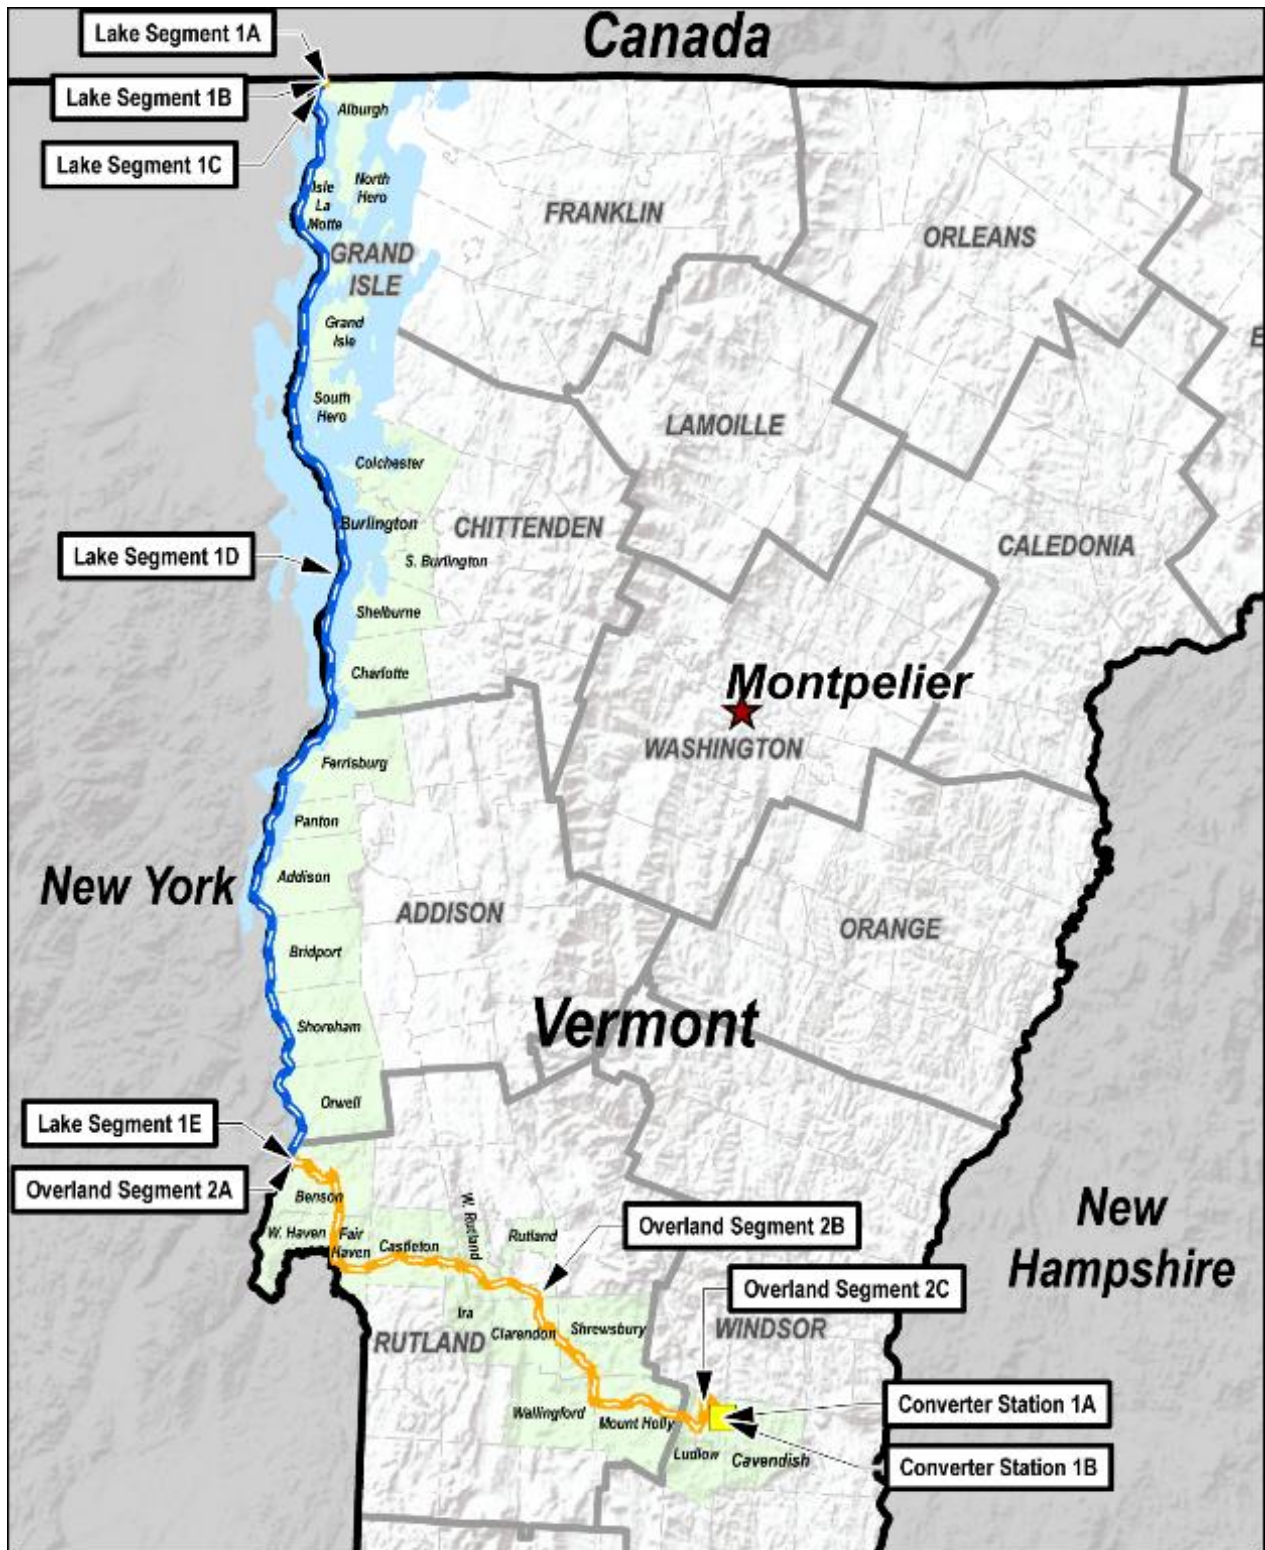 Lake Segment 1A
Canada
Lake Segment 1B
Alburgh
Lake Segment 1C
Isle
La
Motte
North
Hero
FRANKLIN
ORLEANS
GRAND
ISLE
Grand
Isle
E
South
Hero
LAMOILLE
Colchester
Burlington
CHITTENDEN
Lake Segment 1D
S. Burlington
CALEDONIA
Shelburne
Charlotte
Montpelier
WASHINGTON
Ferrisburg
Panton
New York
Addison
ADDISON
ORANGE
Bridport
Vermont
Shoreham
Orwell
Lake Segment 1E
Overland Segment 2A
Benson
New
Hampshire
W. Haven
Fair
Haven
Castleton
W. Rutland
Rutland
Overland Segment 2B
Overland Segment 2C
Ira
Clarendon
Shrewsbury
RUTLAND
WINDSOR
Wallingford
Mount Holly
Converter Station 1A
Ludlow
Cavendish
Converter Station 1B